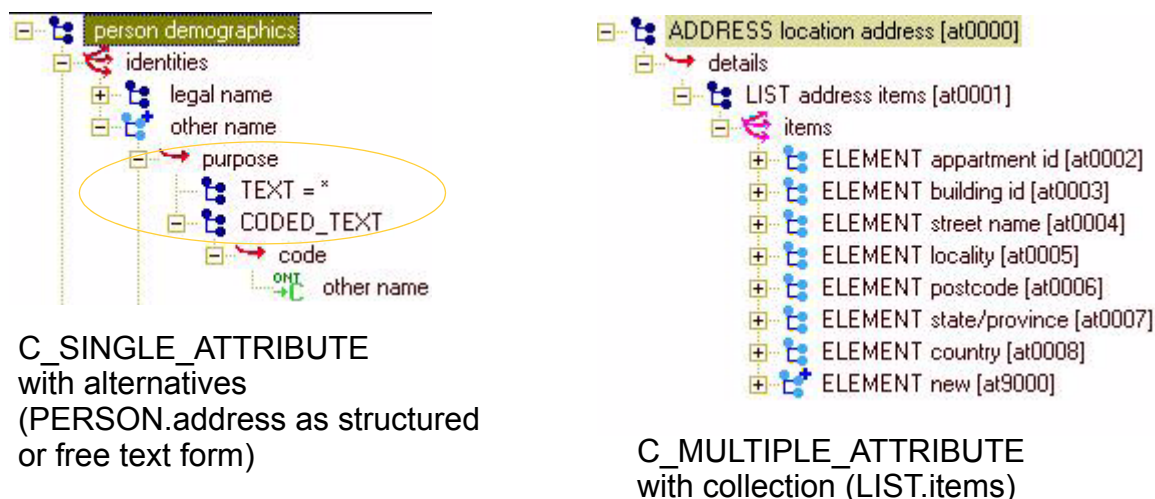 person demographics
identities
legal name
other name
purpose
TEXT = *
CODED_TEXT
code
ONT
C
other name
C_SINGLE_ATTRIBUTE
with alternatives
(PERSON.address as structured
or free text form)
ADDRESS location address [at0000]
details
LIST address items [at0001]
items
ELEMENT appartment id [at0002]
ELEMENT building id [at0003]
ELEMENT street name [at0004]
ELEMENT locality [at0005]
ELEMENT postcode [at0006]
ELEMENT state/province [at0007]
ELEMENT country [at0008]
ELEMENT new [at9000]
C_MULTIPLE_ATTRIBUTE
with collection (LIST.items)